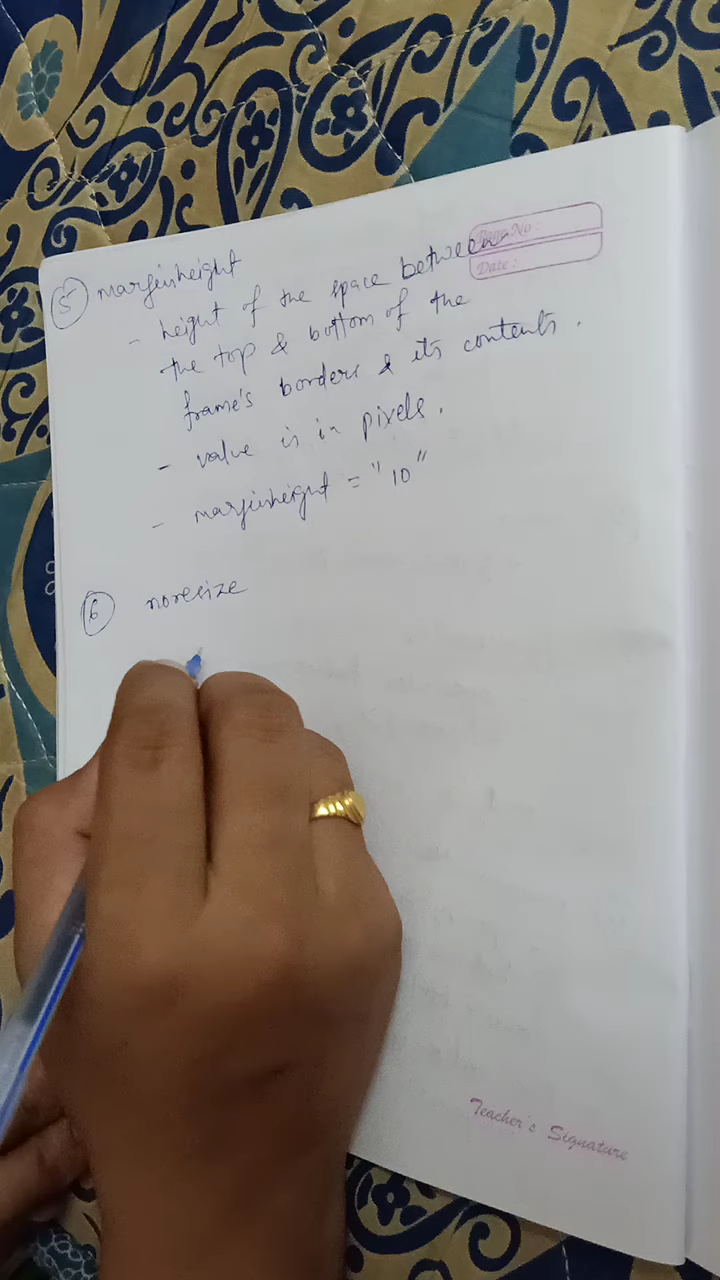 Page No :
Date :
5 marginheight
- height of the space between
the top & bottom of the
frame's borders & its contents.
- value is in pixels.
- marginheight = "10"
6 noresize
Teacher's Signature